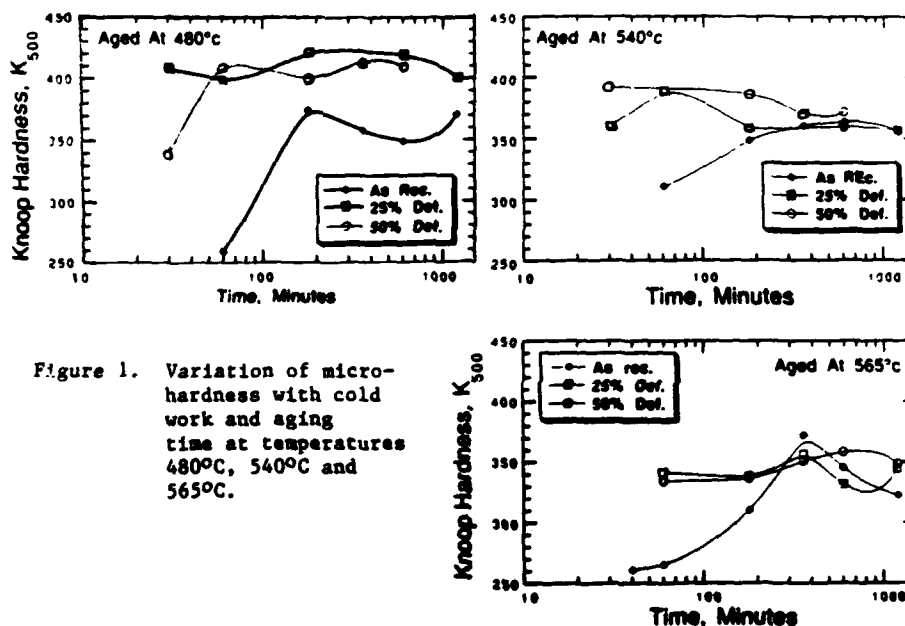 Aged At 480°c
Knoop Hardness, K500
450
400
350
300
250
As Rec.
25% Def.
50% Def.
10
100
1000
Time, Minutes
Aged At 540°c
450
400
350
300
250
As REc.
25% Def.
50% Def.
10
100
1000
Time, Minutes
Figure 1. Variation of micro-
hardness with cold
work and aging
time at temperatures
480°C, 540°C and
565°C.
Aged At 565°c
Knoop Hardness, K500
450
400
350
300
250
As rec.
25% Def.
50% Def.
10
100
1000
Time, Minutes